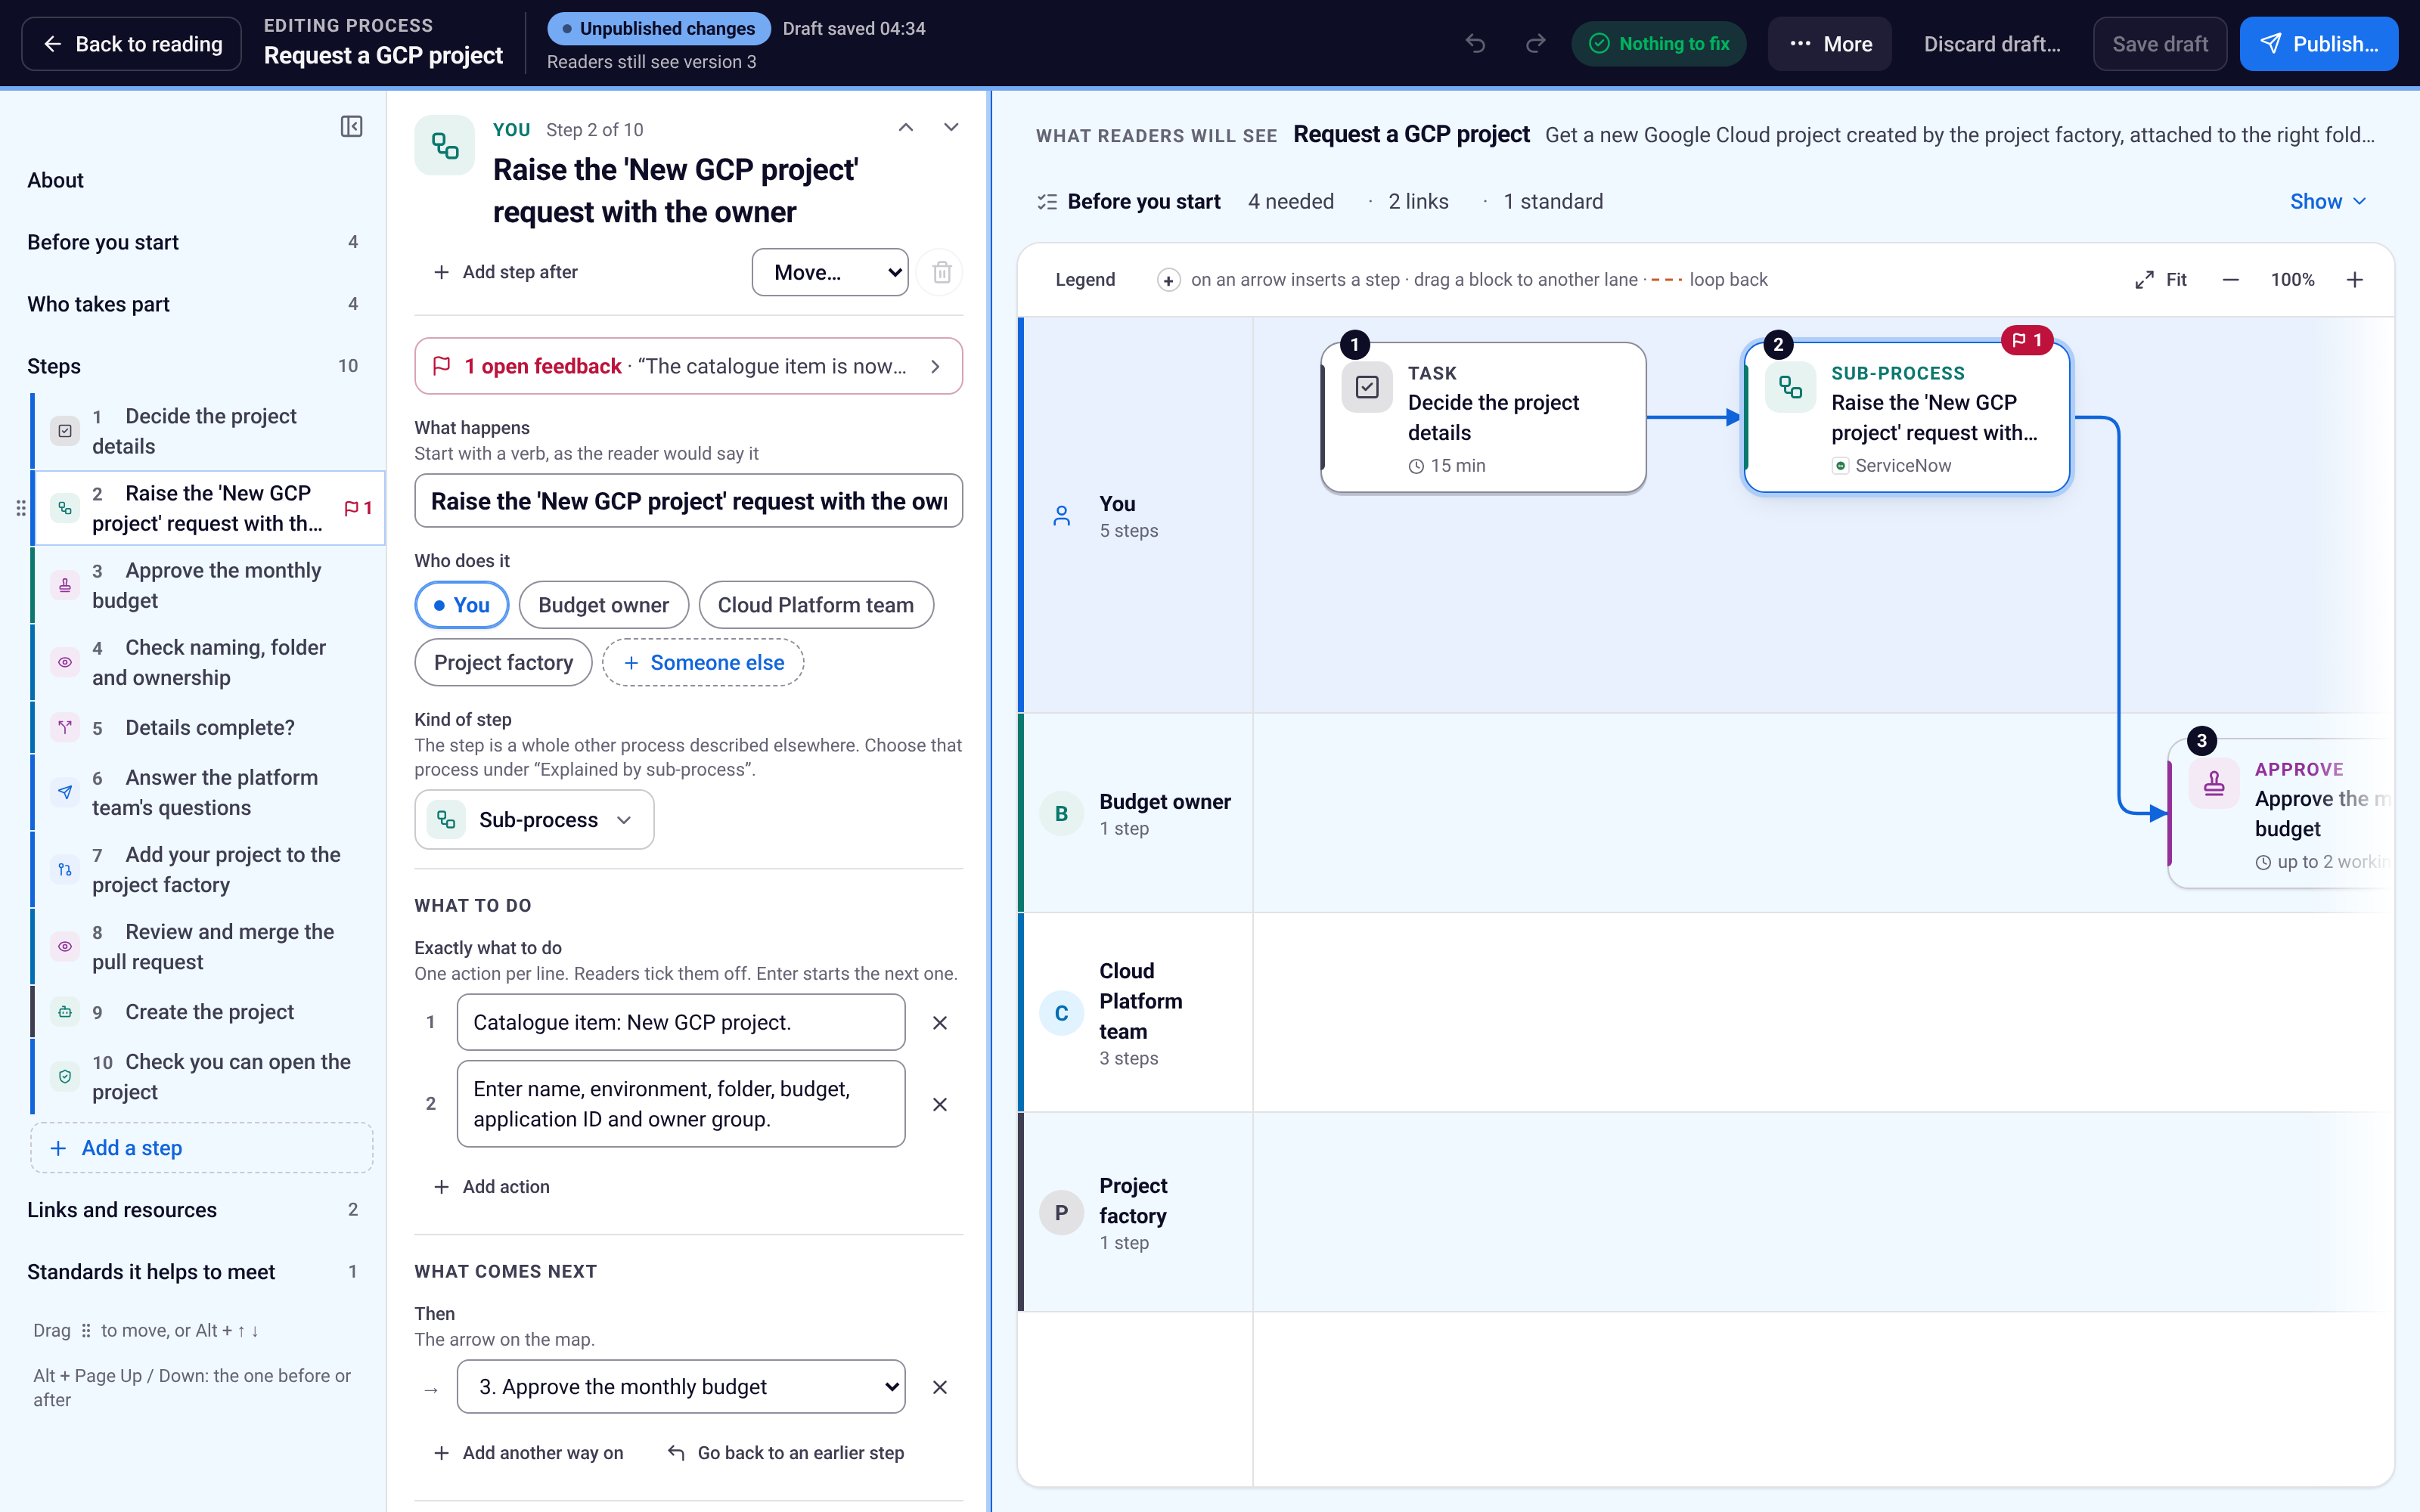 Back to reading
EDITING PROCESS
Request a GCP project
Unpublished changes
Draft saved 04:34
Readers still see version 3
Nothing to fix
More
Discard draft...
Save draft
Publish...
About
Before you start 4
Who takes part 4
Steps 10
1 Decide the project
details
2 Raise the 'New GCP
project' request with th...
1
3 Approve the monthly
budget
4 Check naming, folder
and ownership
5 Details complete?
6 Answer the platform
team's questions
7 Add your project to the
project factory
8 Review and merge the
pull request
9 Create the project
10 Check you can open the
project
+ Add a step
Links and resources 2
Standards it helps to meet 1
Drag ⠿ to move, or Alt + ↑ ↓
Alt + Page Up / Down: the one before or
after
YOU Step 2 of 10
Raise the 'New GCP project'
request with the owner
+ Add step after
Move...
1 open feedback · “The catalogue item is now...
What happens
Start with a verb, as the reader would say it
Raise the 'New GCP project' request with the ow
Who does it
You
Budget owner
Cloud Platform team
Project factory
+ Someone else
Kind of step
The step is a whole other process described elsewhere. Choose that
process under “Explained by sub-process”.
Sub-process
WHAT TO DO
Exactly what to do
One action per line. Readers tick them off. Enter starts the next one.
1 Catalogue item: New GCP project.
2 Enter name, environment, folder, budget,
application ID and owner group.
+ Add action
WHAT COMES NEXT
Then
The arrow on the map.
→ 3. Approve the monthly budget
+ Add another way on
Go back to an earlier step
WHAT READERS WILL SEE Request a GCP project Get a new Google Cloud project created by the project factory, attached to the right fold...
Before you start 4 needed · 2 links · 1 standard
Show
Legend + on an arrow inserts a step · drag a block to another lane · --- loop back
Fit − 100% +
You
5 steps
1
TASK
Decide the project
details
15 min
2
1
SUB-PROCESS
Raise the 'New GCP
project' request with...
ServiceNow
B
Budget owner
1 step
3
APPROVE
Approve the m
budget
up to 2 workin
C
Cloud
Platform
team
3 steps
P
Project
factory
1 step